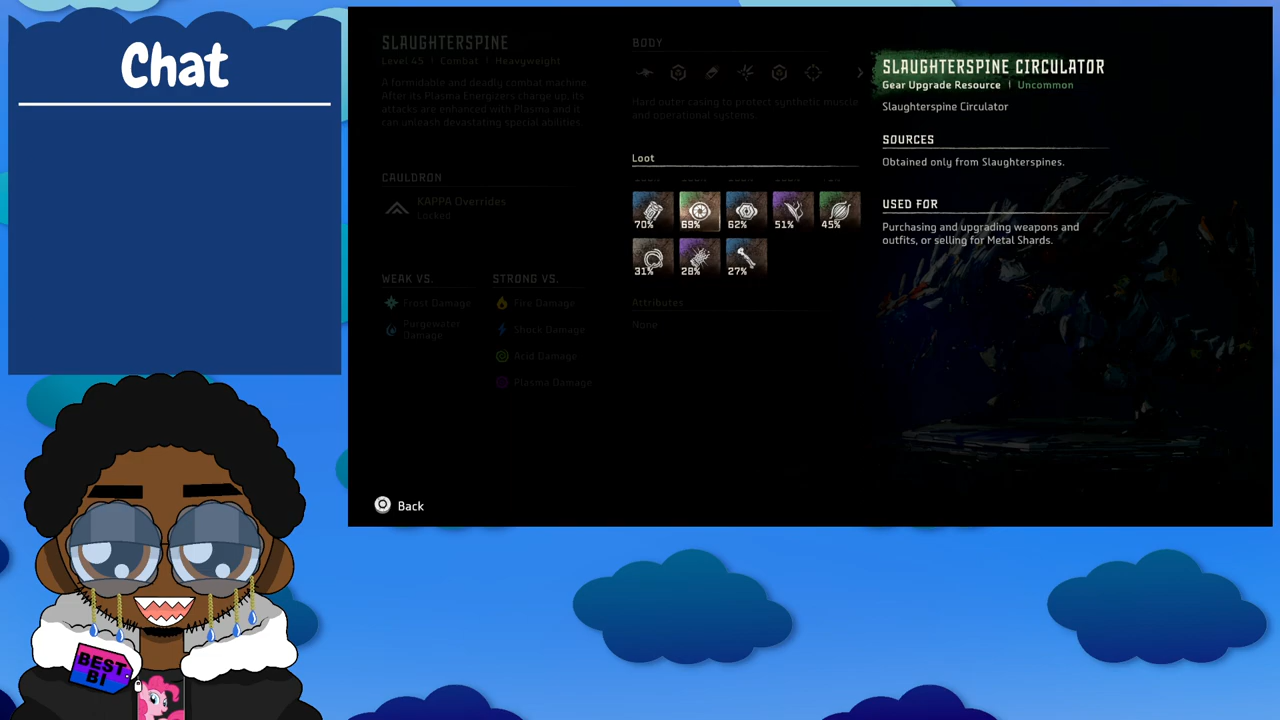 Chat
SLAUGHTERSPINE
Level 45 | Combat | Heavyweight
A formidable and deadly combat machine.
After its Plasma Energizers charge up, its
attacks are enhanced with Plasma and it
can unleash devastating special abilities.
CAULDRON
KAPPA Overrides
Locked
WEAK VS.
STRONG VS.
Frost Damage
Fire Damage
Purgewater
Damage
Shock Damage
Acid Damage
Plasma Damage
BODY
Hard outer casing to protect synthetic muscle
and operational systems.
Loot
70%
69%
62%
51%
45%
31%
28%
27%
Attributes
None
SLAUGHTERSPINE CIRCULATOR
Gear Upgrade Resource | Uncommon
Slaughterspine Circulator
SOURCES
Obtained only from Slaughterspines.
USED FOR
Purchasing and upgrading weapons and
outfits, or selling for Metal Shards.
Back
BEST
BI